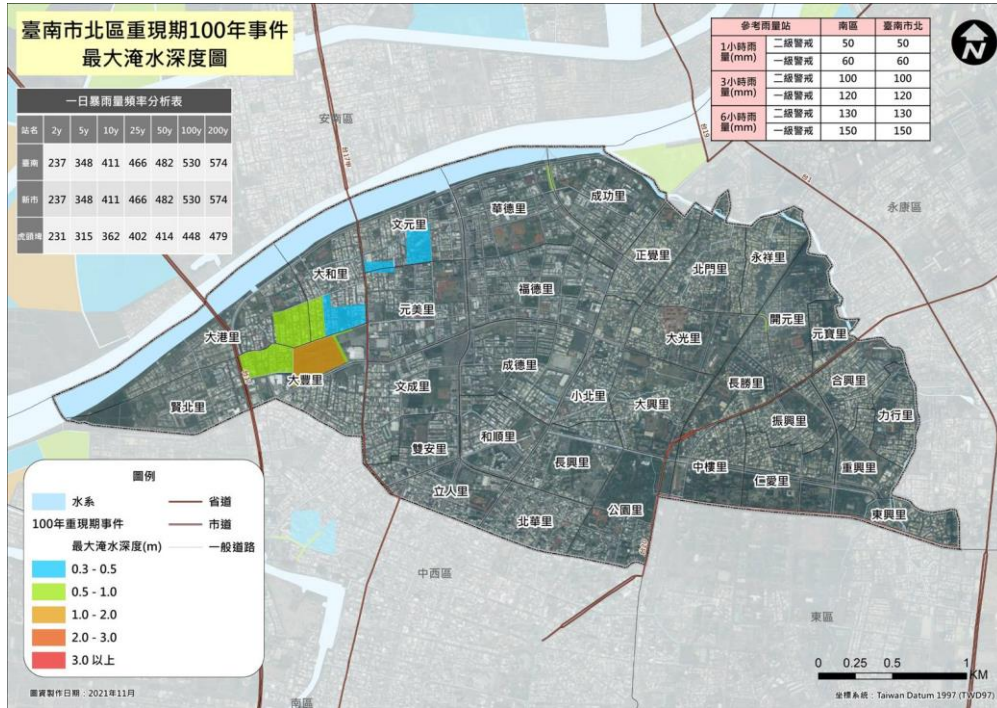 臺南市北區重現期100年事件
最大淹水深度圖
一日暴雨量頻率分析表
站名 2y 5y 10y 25y 50y 100y 200y
臺南 237 348 411 466 482 530 574
新市 237 348 411 466 482 530 574
虎頭埤 231 315 362 402 414 448 479
參考雨量站 南區 臺南市北
1小時雨量(mm) 二級警戒 50 50
一級警戒 60 60
3小時雨量(mm) 二級警戒 100 100
一級警戒 120 120
6小時雨量(mm) 二級警戒 130 130
一級警戒 150 150
N
安南區
台17甲
台19
台1
永康區
文元里
華德里
成功里
大和里
正覺里
北門里
永祥里
元美里
福德里
開元里
元寶里
大港里
大光里
大豐里
文成里
成德里
長勝里
合興里
賢北里
小北里
大興里
力行里
振興里
雙安里
和順里
長興里
中樓里
仁愛里
重興里
立人里
北華里
公園里
東興里
中西區
東區
南區
圖例
水系 省道
100年重現期事件 市道
最大淹水深度(m) 一般道路
0.3 - 0.5
0.5 - 1.0
1.0 - 2.0
2.0 - 3.0
3.0 以上
圖資製作日期：2021年11月
0 0.25 0.5 1
KM
坐標系統：Taiwan Datum 1997 (TWD97)